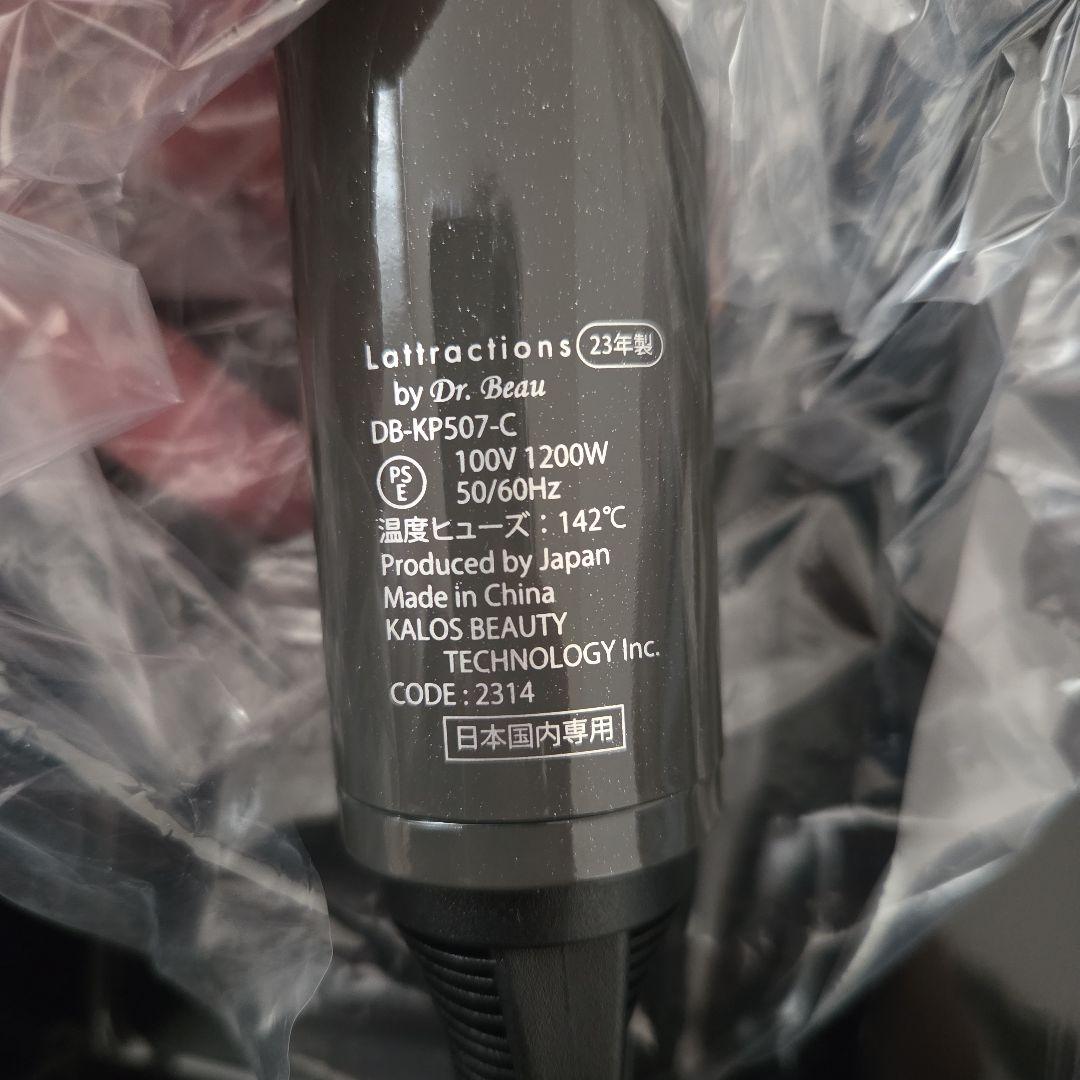 Lattractions 23年製
by Dr. Beau
DB-KP507-C
PSE 100V 1200W
50/60Hz
温度ヒューズ：142℃
Produced by Japan
Made in China
KALOS BEAUTY
TECHNOLOGY Inc.
CODE：2314
日本国内専用